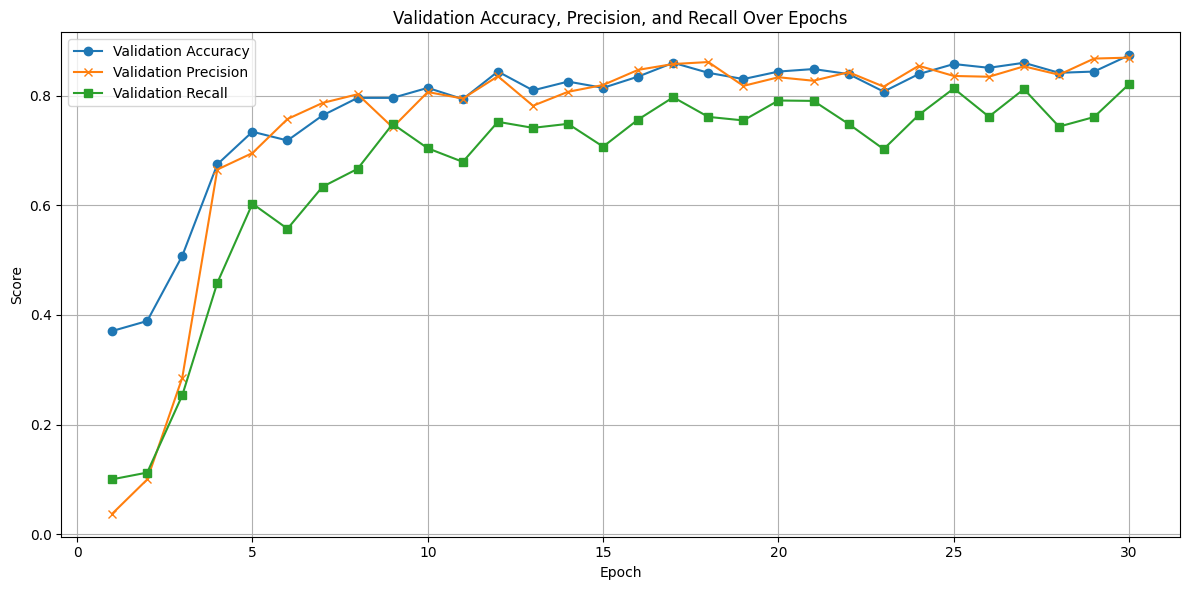 Validation Accuracy, Precision, and Recall Over Epochs
Validation Accuracy
Validation Precision
Validation Recall
Score
0.8
0.6
0.4
0.2
0.0
0 5 10 15 20 25 30
Epoch